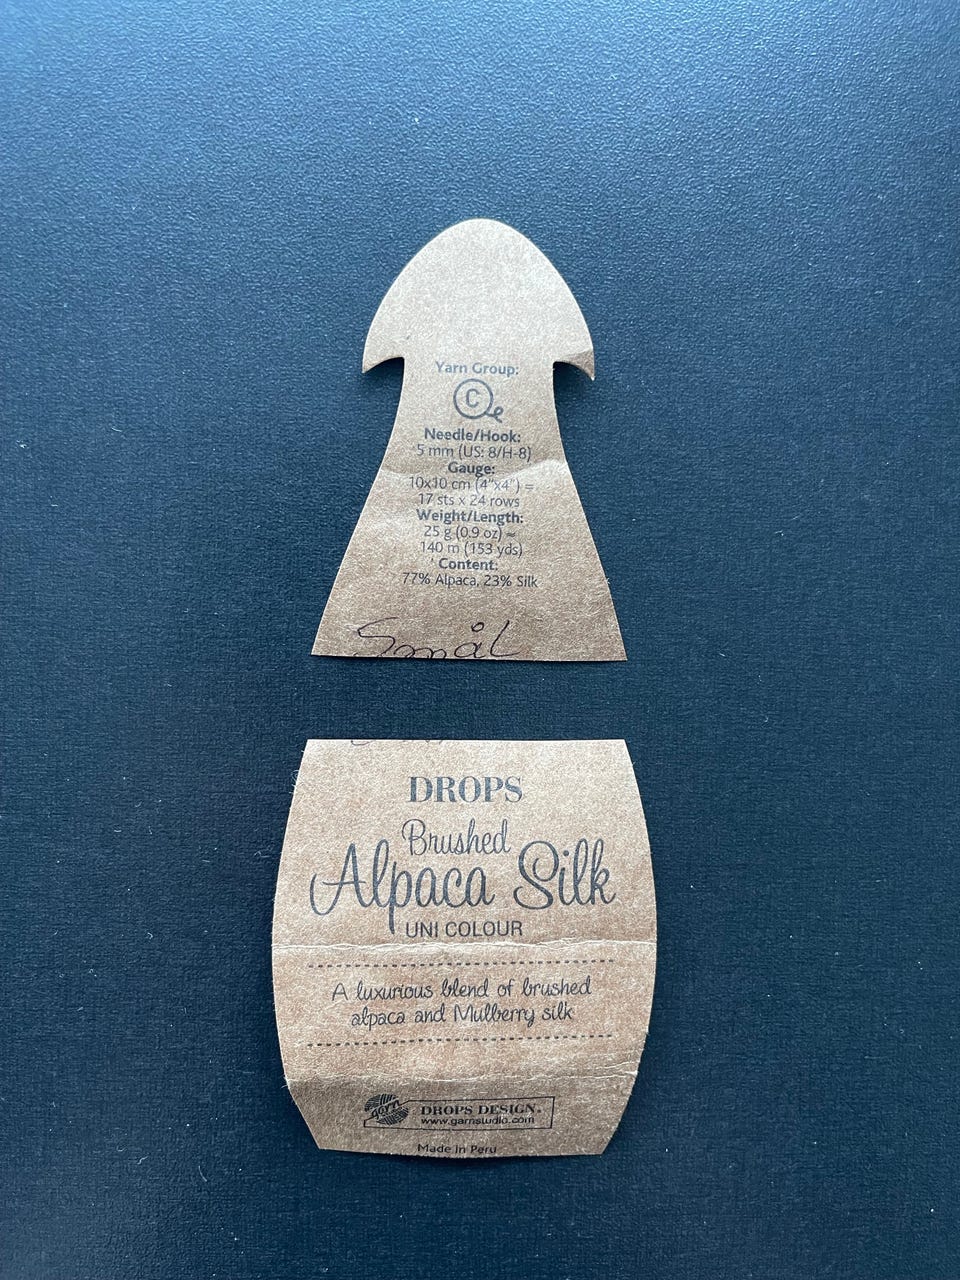 Yarn Group:
C
Needle/Hook:
5 mm (US: 8/H-8)
Gauge:
10x10 cm (4"x4") =
17 sts x 24 rows
Weight/Length:
25 g (0.9 oz) ≈
140 m (153 yds)
Content:
77% Alpaca, 23% Silk
DROPS
Brushed
Alpaca Silk
UNI COLOUR
A luxurious blend of brushed
alpaca and Mulberry silk
garn
DROPS DESIGN®
www.garnstudio.com
Made in Peru